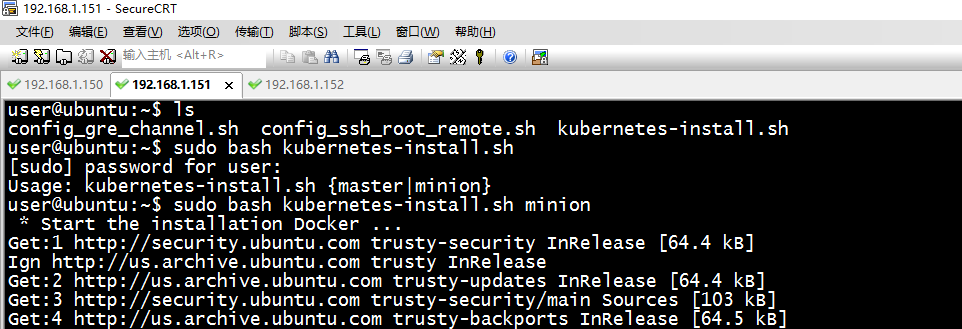 192.168.1.151 - SecureCRT
文件(F) 编辑(E) 查看(V) 选项(O) 传输(T) 脚本(S) 工具(L) 窗口(W) 帮助(H)
输入主机 <Alt+R>
192.168.1.150 192.168.1.151 × 192.168.1.152
user@ubuntu:~$ ls
config_gre_channel.sh  config_ssh_root_remote.sh  kubernetes-install.sh
user@ubuntu:~$ sudo bash kubernetes-install.sh
[sudo] password for user:
Usage: kubernetes-install.sh {master|minion}
user@ubuntu:~$ sudo bash kubernetes-install.sh minion
 * Start the installation Docker ...
Get:1 http://security.ubuntu.com trusty-security InRelease [64.4 kB]
Ign http://us.archive.ubuntu.com trusty InRelease
Get:2 http://us.archive.ubuntu.com trusty-updates InRelease [64.4 kB]
Get:3 http://security.ubuntu.com trusty-security/main Sources [103 kB]
Get:4 http://us.archive.ubuntu.com trusty-backports InRelease [64.5 kB]